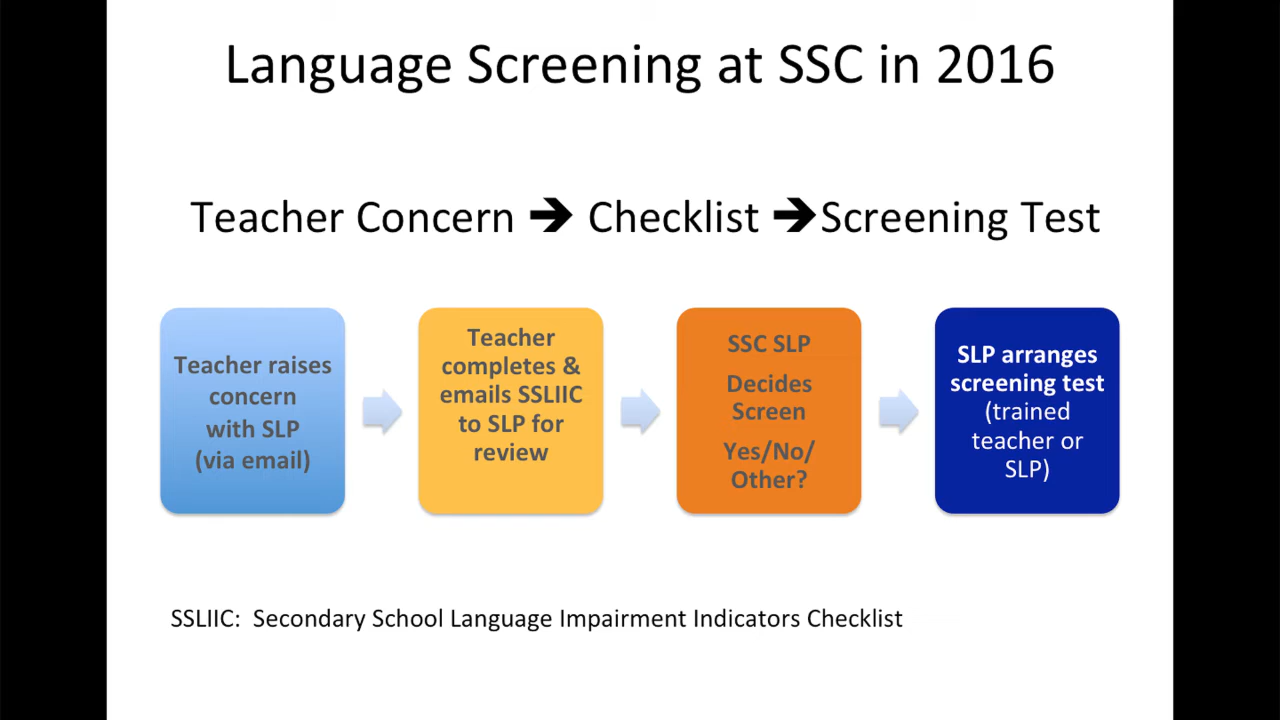 Language Screening at SSC in 2016
Teacher Concern ➔ Checklist ➔Screening Test
Teacher raises
concern
with SLP
(via email)
Teacher
completes &
emails SSLIIC
to SLP for
review
SSC SLP
Decides
Screen
Yes/No/
Other?
SLP arranges
screening test
(trained
teacher or
SLP)
SSLIIC:  Secondary School Language Impairment Indicators Checklist